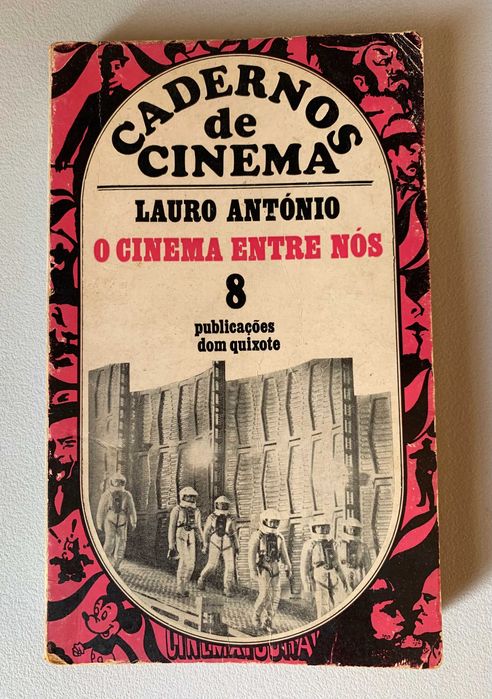 CADERNOS
de
CINEMA
LAURO ANTÓNIO
O CINEMA ENTRE NÓS
8
publicações
dom quixote